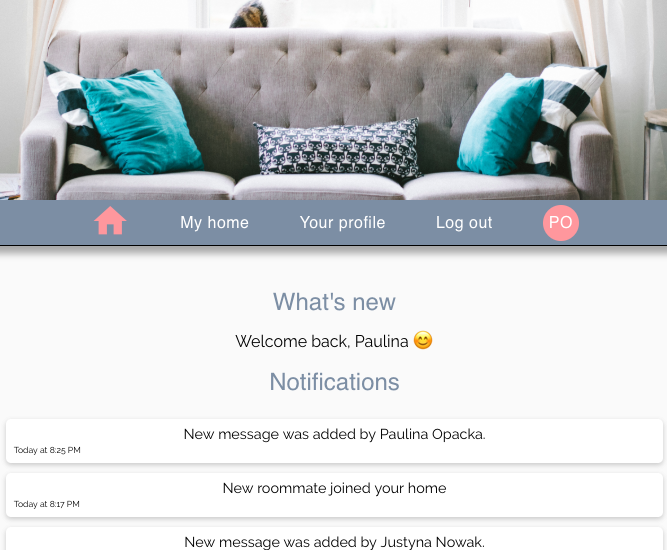 My home
Your profile
Log out
PO
What's new
Welcome back, Paulina 😊
Notifications
New message was added by Paulina Opacka.
Today at 8:25 PM
New roommate joined your home
Today at 8:17 PM
New message was added by Justyna Nowak.